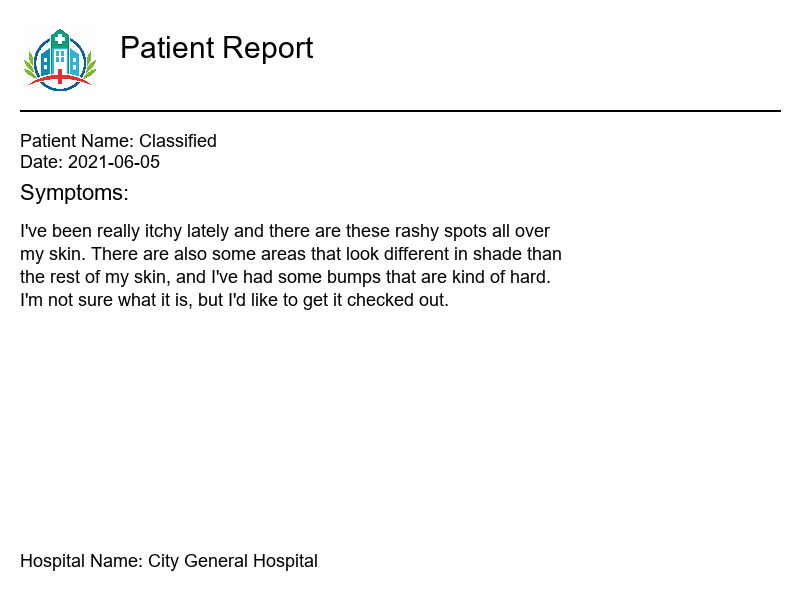 Patient Report
Patient Name: Classified
Date: 2021-06-05
Symptoms:
I've been really itchy lately and there are these rashy spots all over
my skin. There are also some areas that look different in shade than
the rest of my skin, and I've had some bumps that are kind of hard.
I'm not sure what it is, but I'd like to get it checked out.
Hospital Name: City General Hospital